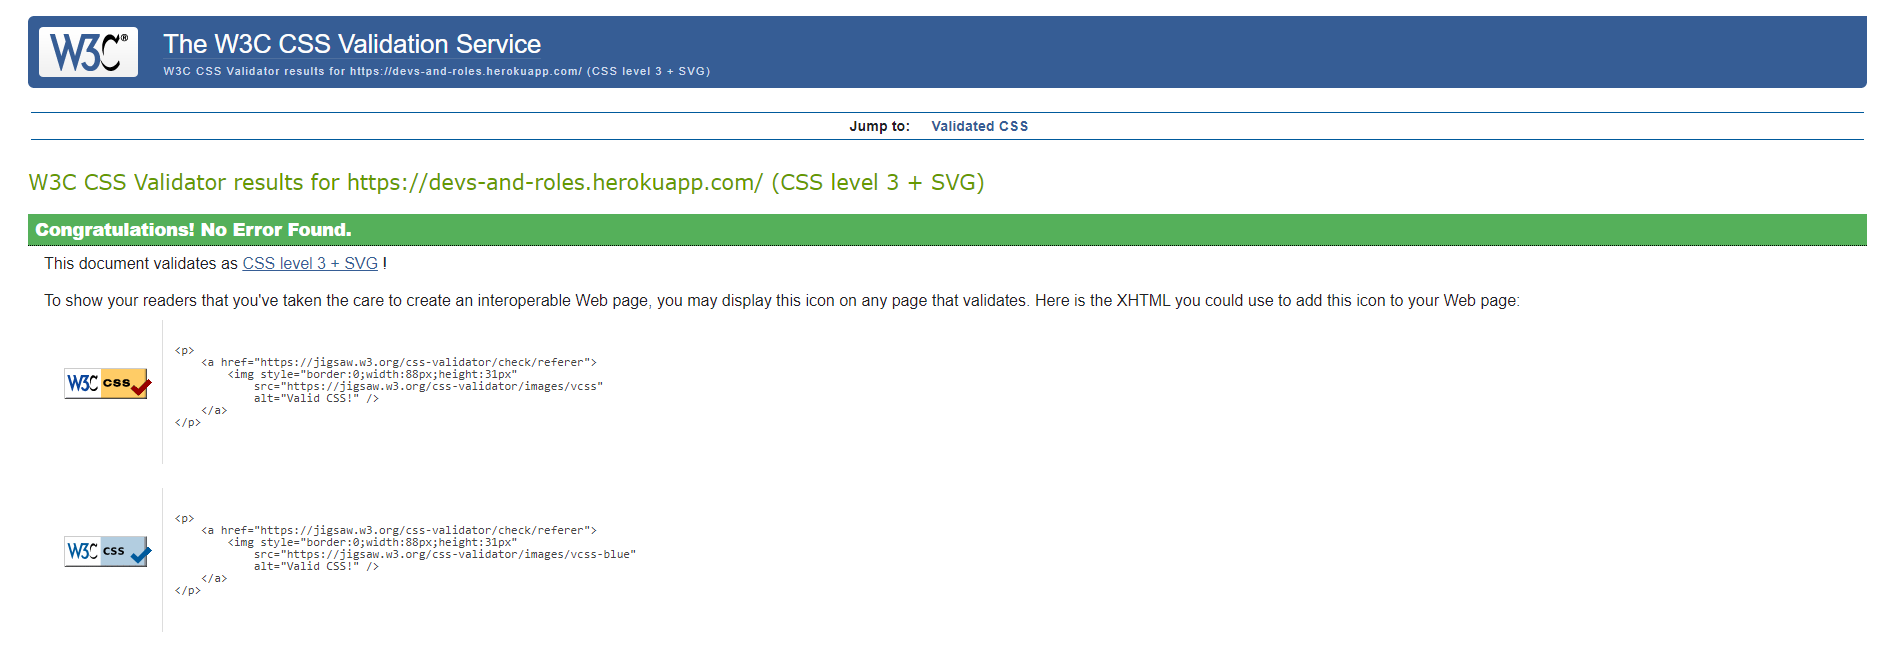 W3C®
The W3C CSS Validation Service
W3C CSS Validator results for https://devs-and-roles.herokuapp.com/ (CSS level 3 + SVG)
Jump to: Validated CSS
W3C CSS Validator results for https://devs-and-roles.herokuapp.com/ (CSS level 3 + SVG)
Congratulations! No Error Found.
This document validates as CSS level 3 + SVG !
To show your readers that you've taken the care to create an interoperable Web page, you may display this icon on any page that validates. Here is the XHTML you could use to add this icon to your Web page:
W3C css
<p>
    <a href="https://jigsaw.w3.org/css-validator/check/referer">
        <img style="border:0;width:88px;height:31px"
            src="https://jigsaw.w3.org/css-validator/images/vcss"
            alt="Valid CSS!" />
    </a>
</p>
W3C css
<p>
    <a href="https://jigsaw.w3.org/css-validator/check/referer">
        <img style="border:0;width:88px;height:31px"
            src="https://jigsaw.w3.org/css-validator/images/vcss-blue"
            alt="Valid CSS!" />
    </a>
</p>